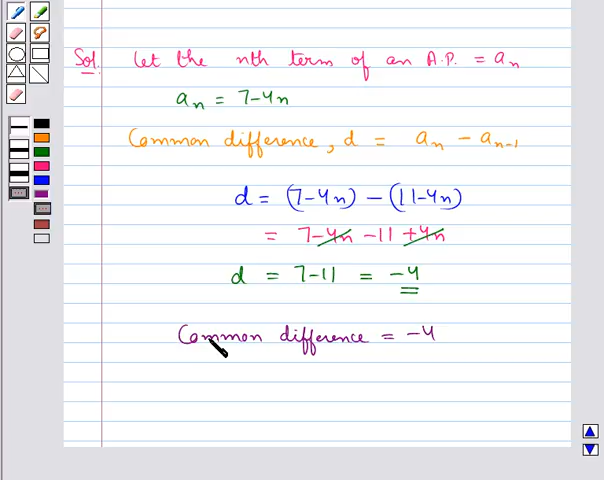 Sol. Let the nth term of an A.P. = aₙ
aₙ = 7-4n
Common difference, d = aₙ - aₙ₋₁
d = (7-4n) - (11-4n)
= 7-4n -11 +4n
d = 7-11 = -4
Common difference = -4